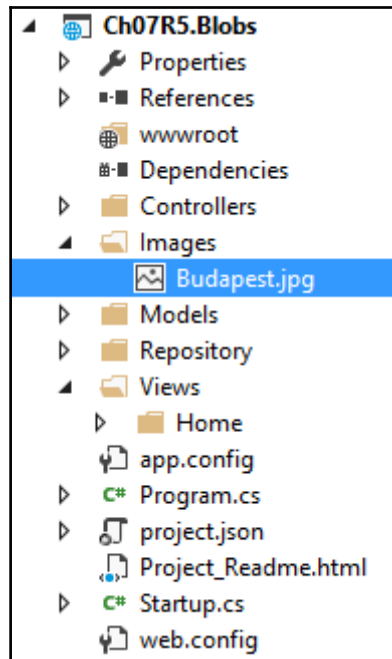 Ch07R5.Blobs
Properties
References
wwwroot
Dependencies
Controllers
Images
Budapest.jpg
Models
Repository
Views
Home
app.config
C# Program.cs
project.json
Project_Readme.html
C# Startup.cs
web.config